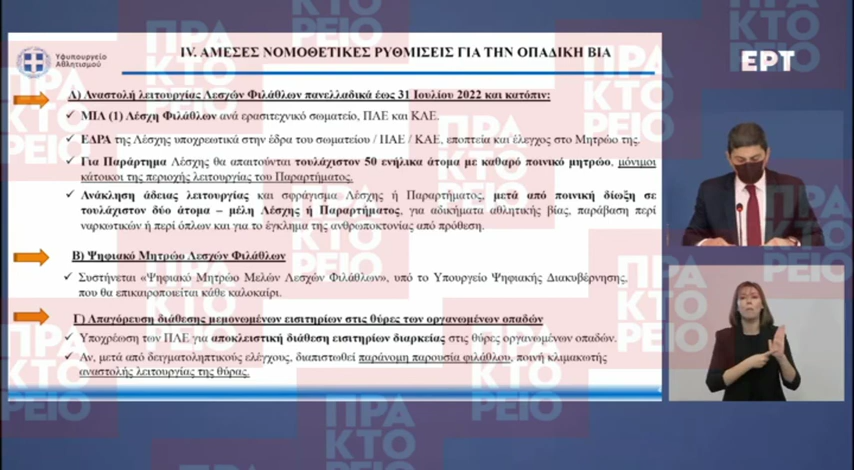 Υφυπουργείο
Αθλητισμού
IV. ΑΜΕΣΕΣ ΝΟΜΟΘΕΤΙΚΕΣ ΡΥΘΜΙΣΕΙΣ ΓΙΑ ΤΗΝ ΟΠΑΔΙΚΗ ΒΙΑ
ΕΡΤ
Α) Αναστολή λειτουργίας Λεσχών Φιλάθλων πανελλαδικά έως 31 Ιουλίου 2022 και κατόπιν:
✓ ΜΙΑ (1) Λέσχη Φιλάθλων ανά ερασιτεχνικό σωματείο, ΠΑΕ και ΚΑΕ.
✓ ΕΔΡΑ της Λέσχης υποχρεωτικά στην έδρα του σωματείου / ΠΑΕ / ΚΑΕ, εποπτεία και έλεγχος στο Μητρώο της.
✓ Για Παράρτημα Λέσχης θα απαιτούνται τουλάχιστον 50 ενήλικα άτομα με καθαρό ποινικό μητρώο, μόνιμοι
κάτοικοι της περιοχής λειτουργίας του Παραρτήματος.
✓ Ανάκληση άδειας λειτουργίας και σφράγισμα Λέσχης ή Παραρτήματος, μετά από ποινική δίωξη σε
τουλάχιστον δύο άτομα – μέλη Λέσχης ή Παραρτήματος, για αδικήματα αθλητικής βίας, παράβαση περί
ναρκωτικών ή περί όπλων και για το έγκλημα της ανθρωποκτονίας από πρόθεση.
Β) Ψηφιακό Μητρώο Λεσχών Φιλάθλων
✓ Συστήνεται «Ψηφιακό Μητρώο Μελών Λεσχών Φιλάθλων», υπό το Υπουργείο Ψηφιακής Διακυβέρνησης,
που θα επικαιροποιείται κάθε καλοκαίρι.
Γ) Απαγόρευση διάθεσης μεμονωμένων εισιτηρίων στις θύρες των οργανωμένων οπαδών
✓ Υποχρέωση των ΠΑΕ για αποκλειστική διάθεση εισιτηρίων διαρκείας στις θύρες οργανωμένων οπαδών.
✓ Αν, μετά από δειγματοληπτικούς ελέγχους, διαπιστωθεί παράνομη παρουσία φιλάθλου, ποινή κλιμακωτής
αναστολής λειτουργίας της θύρας.
ΠΡΑ
ΚΤΟ
ΡΕΙΟ